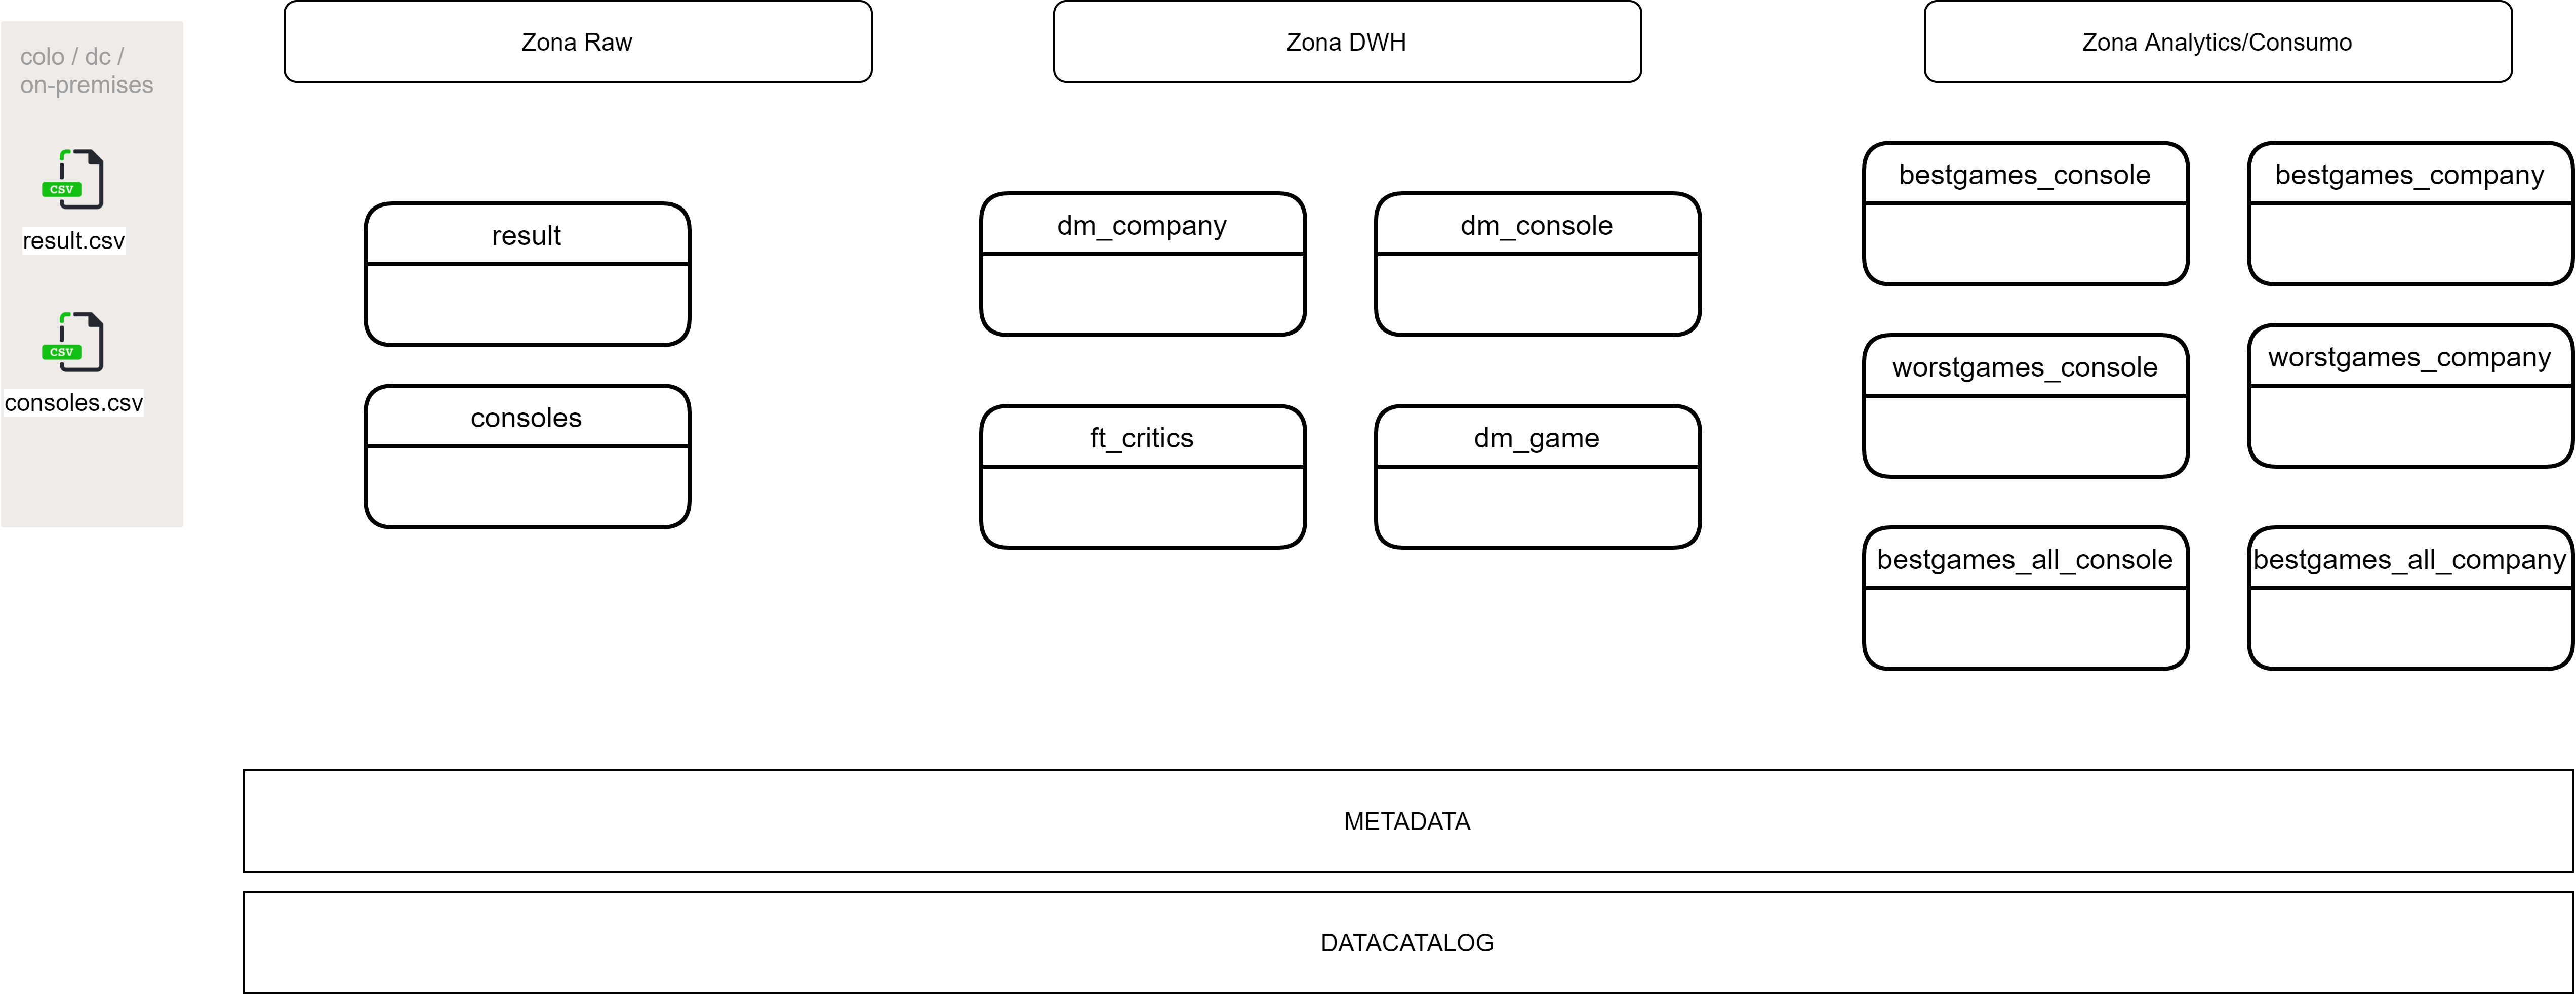 colo / dc /
on-premises
CSV
result.csv
CSV
consoles.csv
Zona Raw
result
consoles
Zona DWH
dm_company
dm_console
ft_critics
dm_game
Zona Analytics/Consumo
bestgames_console
bestgames_company
worstgames_console
worstgames_company
bestgames_all_console
bestgames_all_company
METADATA
DATACATALOG